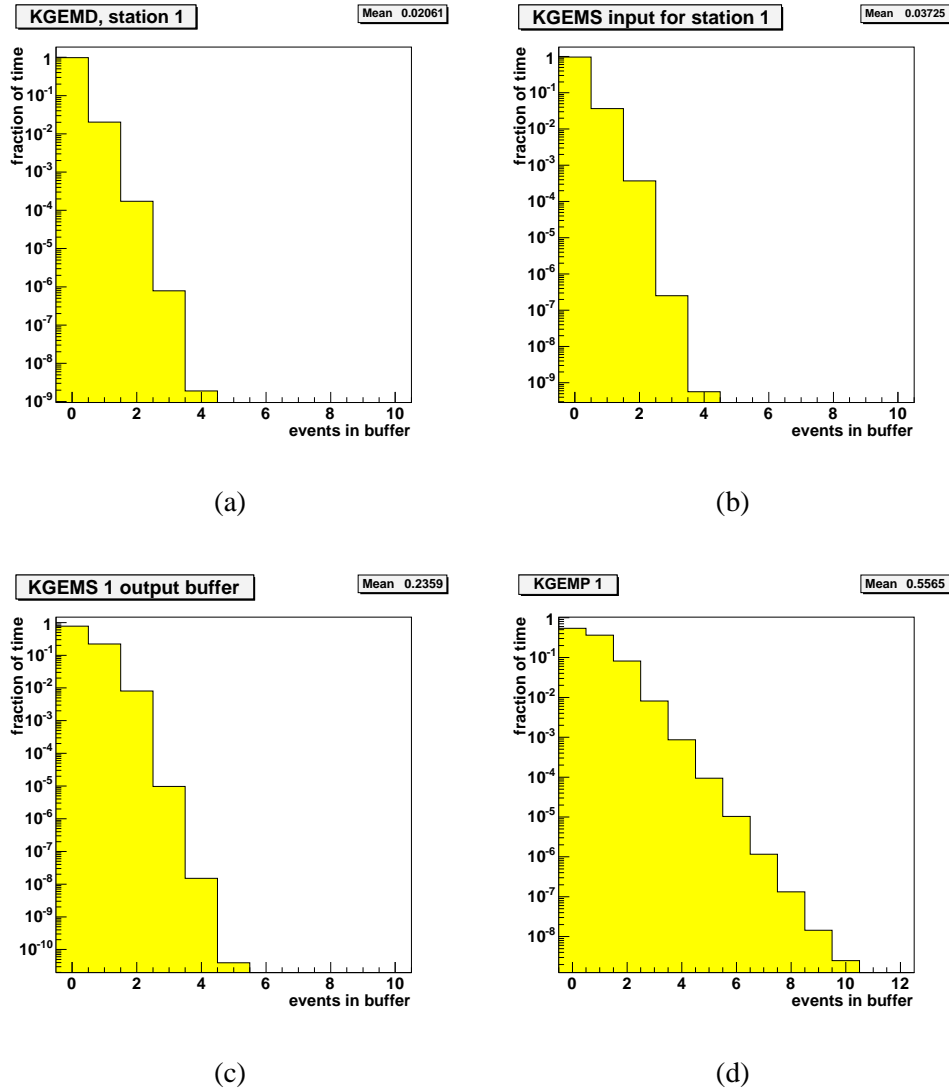 KGEMD, station 1
Mean 0.02061
fraction of time
1
10-1
10-2
10-3
10-4
10-5
10-6
10-7
10-8
10-9
0 2 4 6 8 10
events in buffer
(a)
KGEMS input for station 1
Mean 0.03725
fraction of time
1
10-1
10-2
10-3
10-4
10-5
10-6
10-7
10-8
10-9
0 2 4 6 8 10
events in buffer
(b)
KGEMS 1 output buffer
Mean 0.2359
fraction of time
1
10-1
10-2
10-3
10-4
10-5
10-6
10-7
10-8
10-9
10-10
0 2 4 6 8 10
events in buffer
(c)
KGEMP 1
Mean 0.5565
fraction of time
1
10-1
10-2
10-3
10-4
10-5
10-6
10-7
10-8
0 2 4 6 8 10 12
events in buffer
(d)